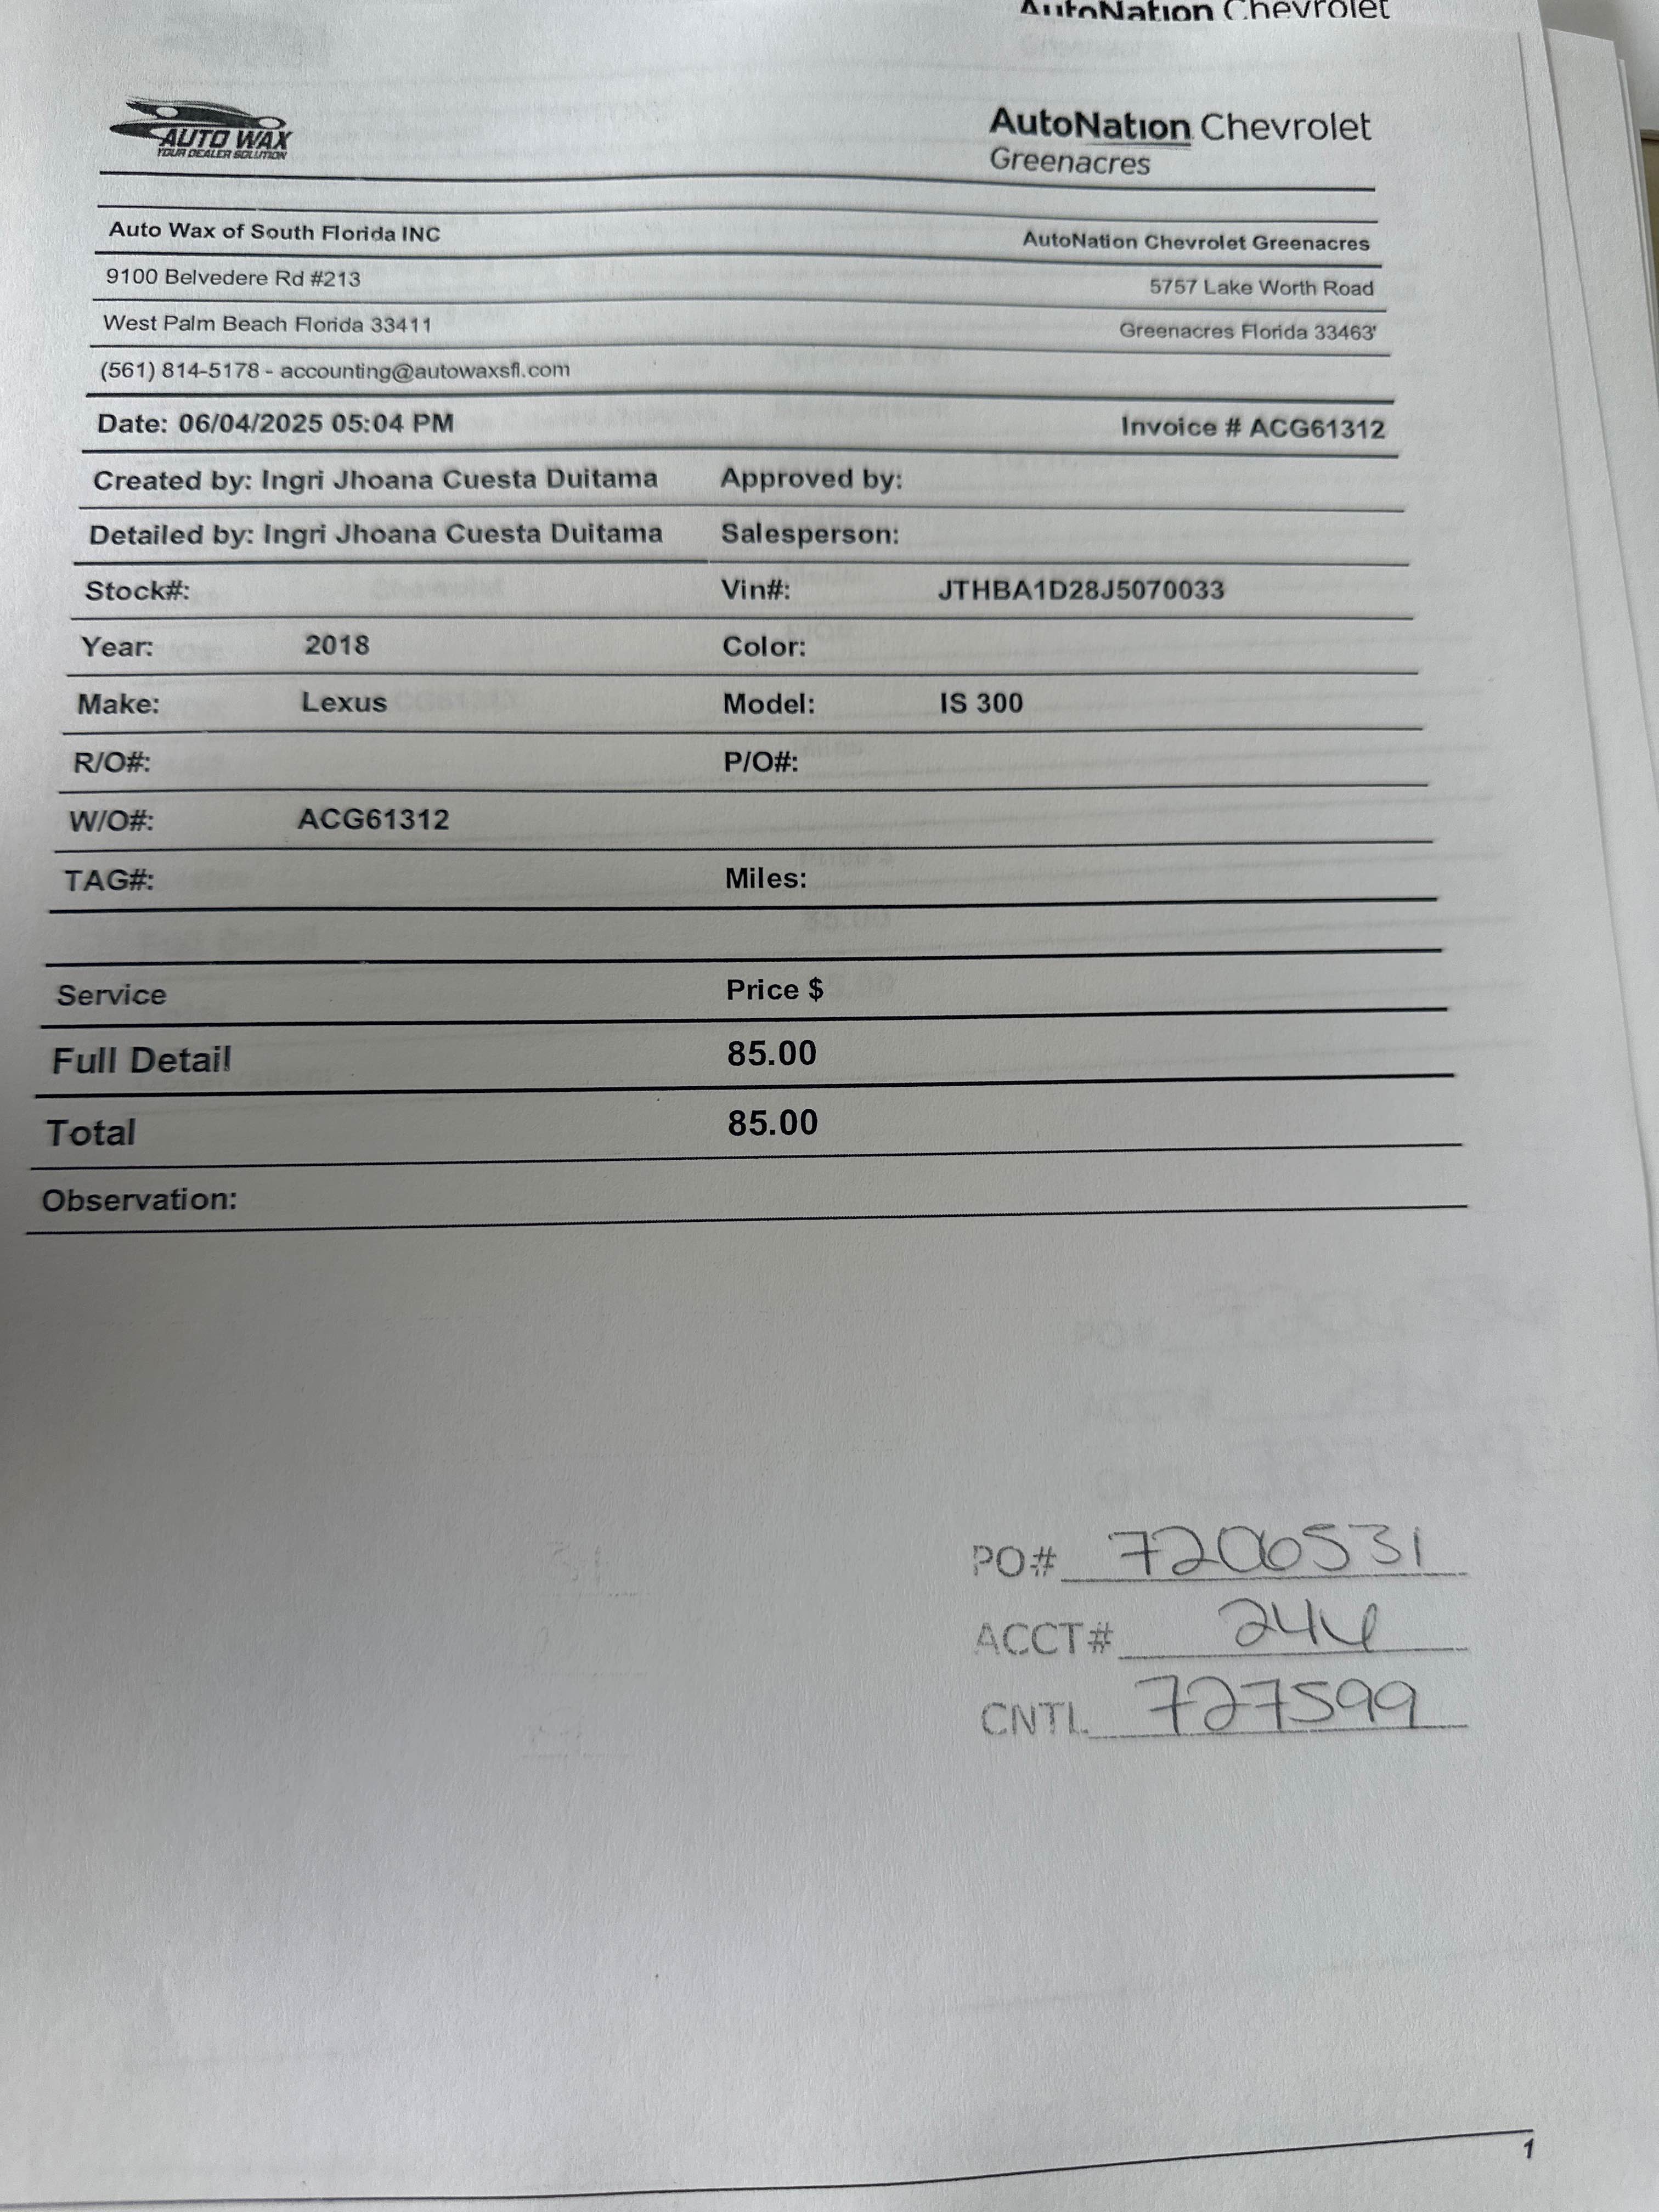 AutoNation Chevrolet
AUTO WAX
YOUR DEALER SOLUTION
AutoNation Chevrolet
Greenacres
Auto Wax of South Florida INC
AutoNation Chevrolet Greenacres
9100 Belvedere Rd #213
5757 Lake Worth Road
West Palm Beach Florida 33411
Greenacres Florida 33463'
(561) 814-5178 - accounting@autowaxsfl.com
Date: 06/04/2025 05:04 PM
Invoice # ACG61312
Created by: Ingri Jhoana Cuesta Duitama Approved by:
Detailed by: Ingri Jhoana Cuesta Duitama Salesperson:
Stock#: Vin#: JTHBA1D28J5070033
Year: 2018 Color:
Make: Lexus Model: IS 300
R/O#: P/O#:
W/O#: ACG61312
TAG#: Miles:
Service Price $
Full Detail 85.00
Total 85.00
Observation:
PO# 7206531
ACCT# 244
CNTL 727599
1